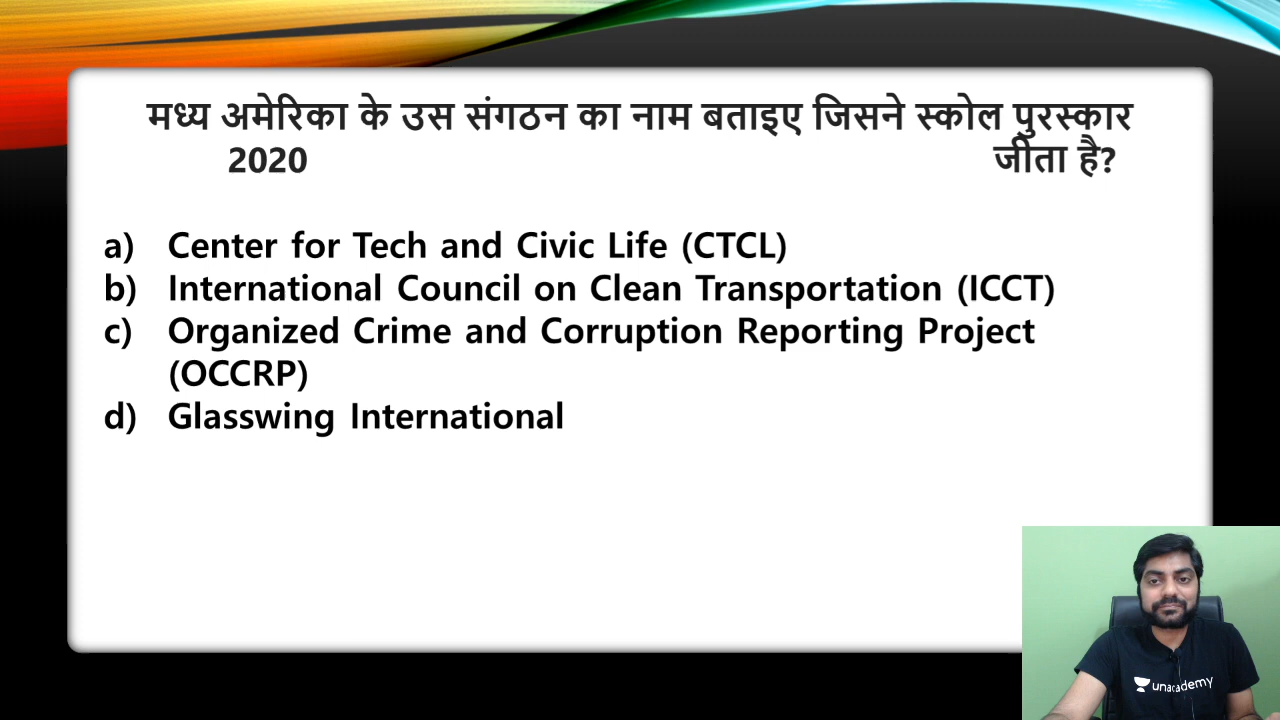 मध्य अमेरिका के उस संगठन का नाम बताइए जिसने स्कोल पुरस्कार
2020 जीता है?
a) Center for Tech and Civic Life (CTCL)
b) International Council on Clean Transportation (ICCT)
c) Organized Crime and Corruption Reporting Project
(OCCRP)
d) Glasswing International
unacademy